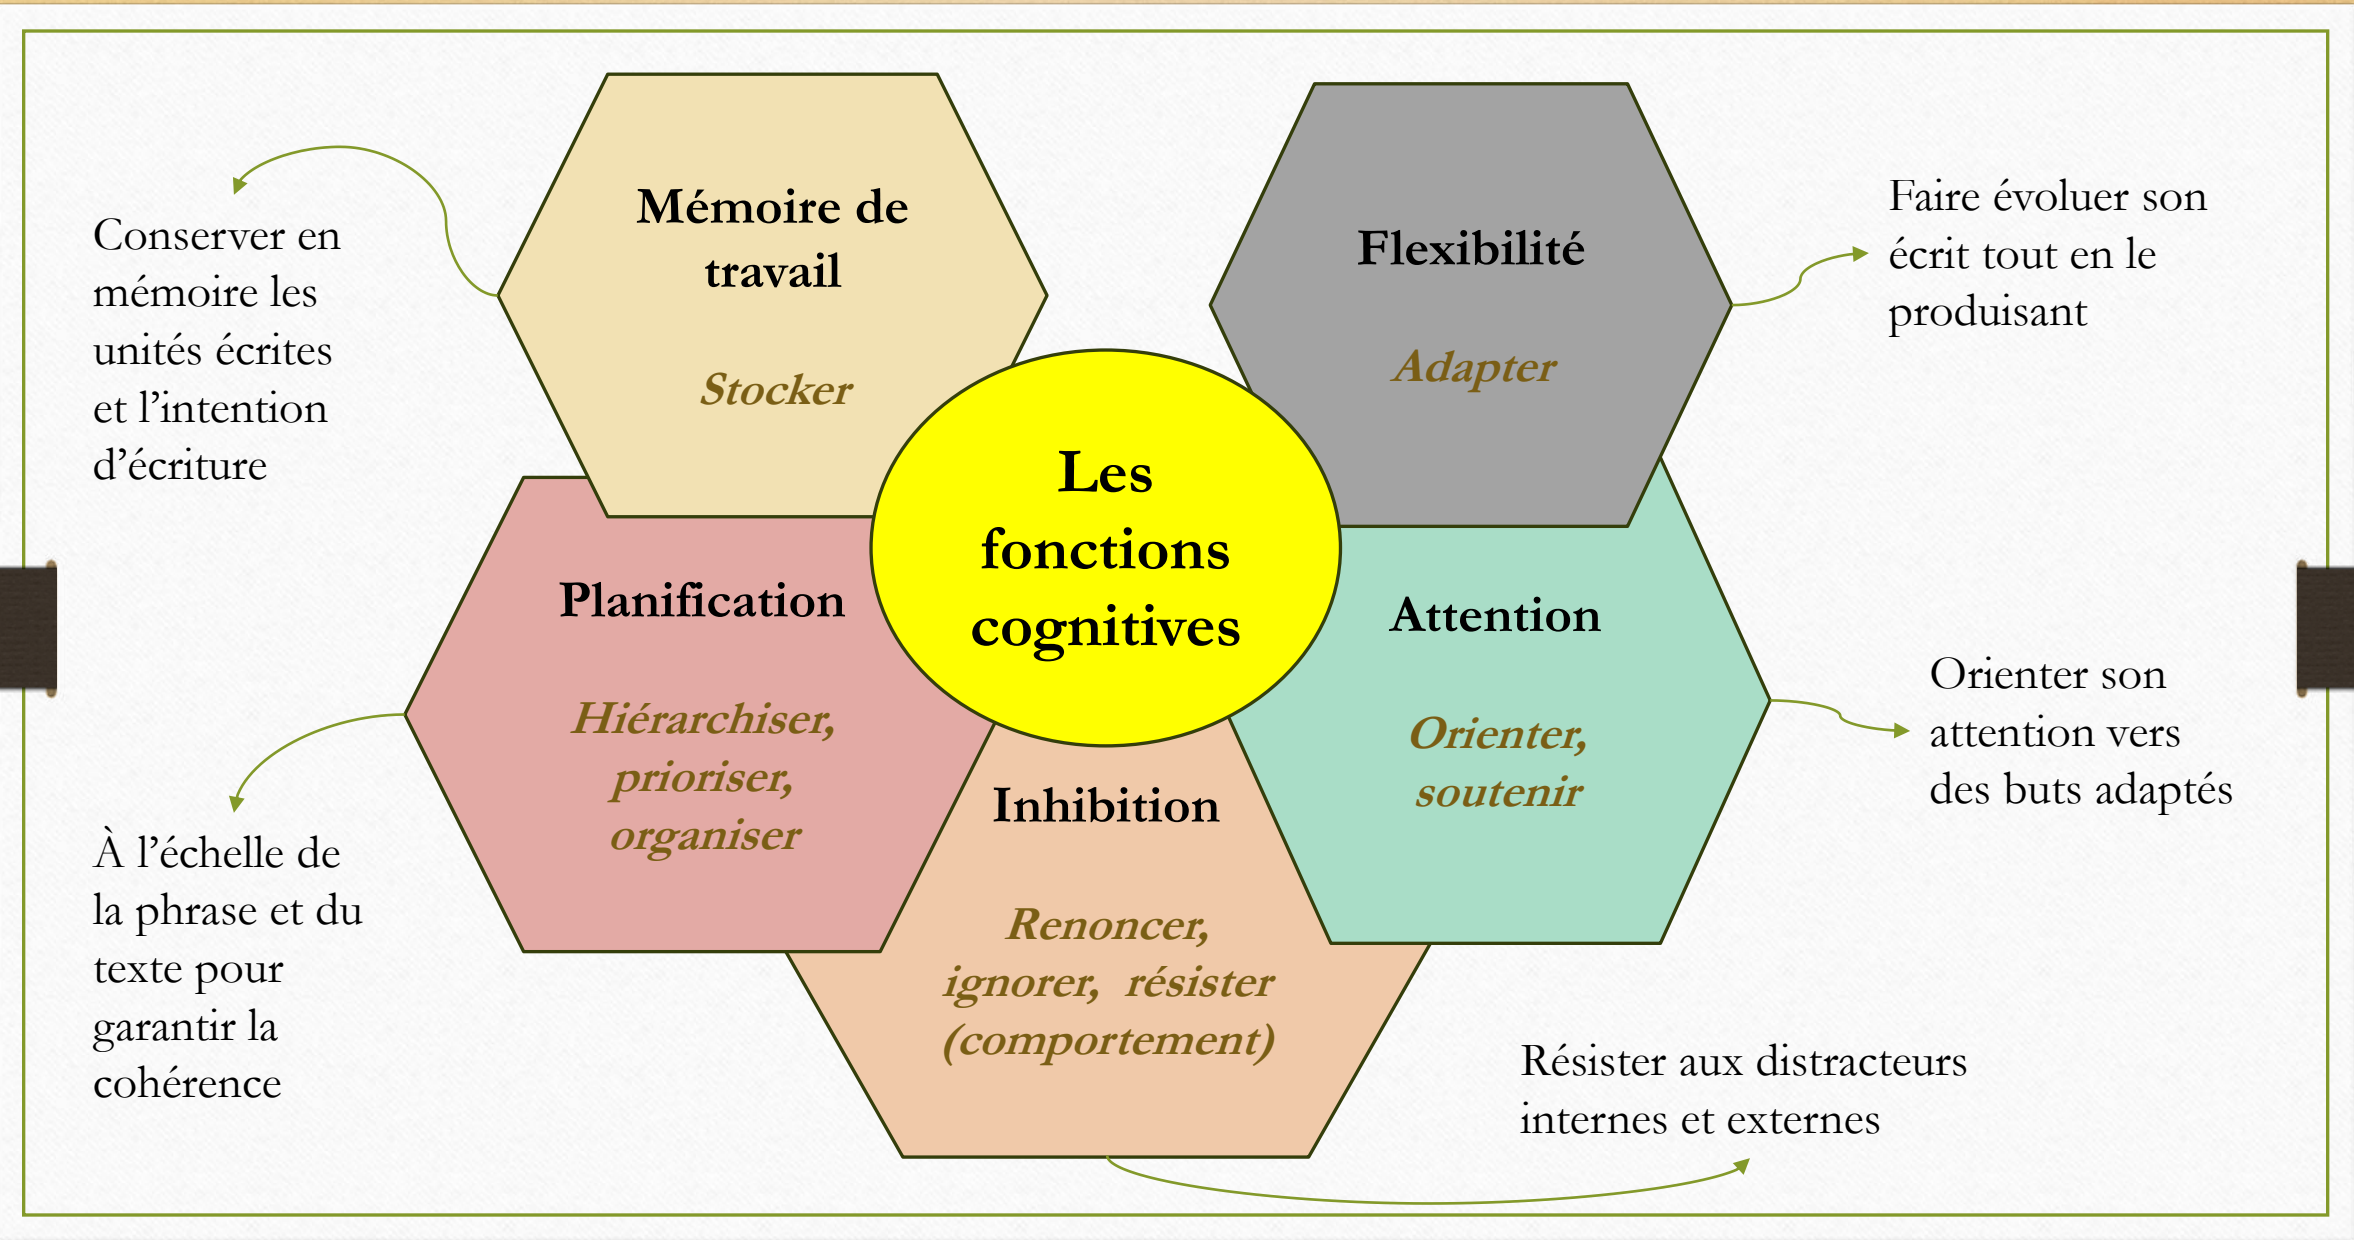 Mémoire de
travail
Stocker
Conserver en
mémoire les
unités écrites
et l’intention
d’écriture
Flexibilité
Adapter
Faire évoluer son
écrit tout en le
produisant
Les
fonctions
cognitives
Planification
Hiérarchiser,
prioriser,
organiser
À l’échelle de
la phrase et du
texte pour
garantir la
cohérence
Attention
Orienter,
soutenir
Orienter son
attention vers
des buts adaptés
Inhibition
Renoncer,
ignorer,  résister
(comportement)
Résister aux distracteurs
internes et externes